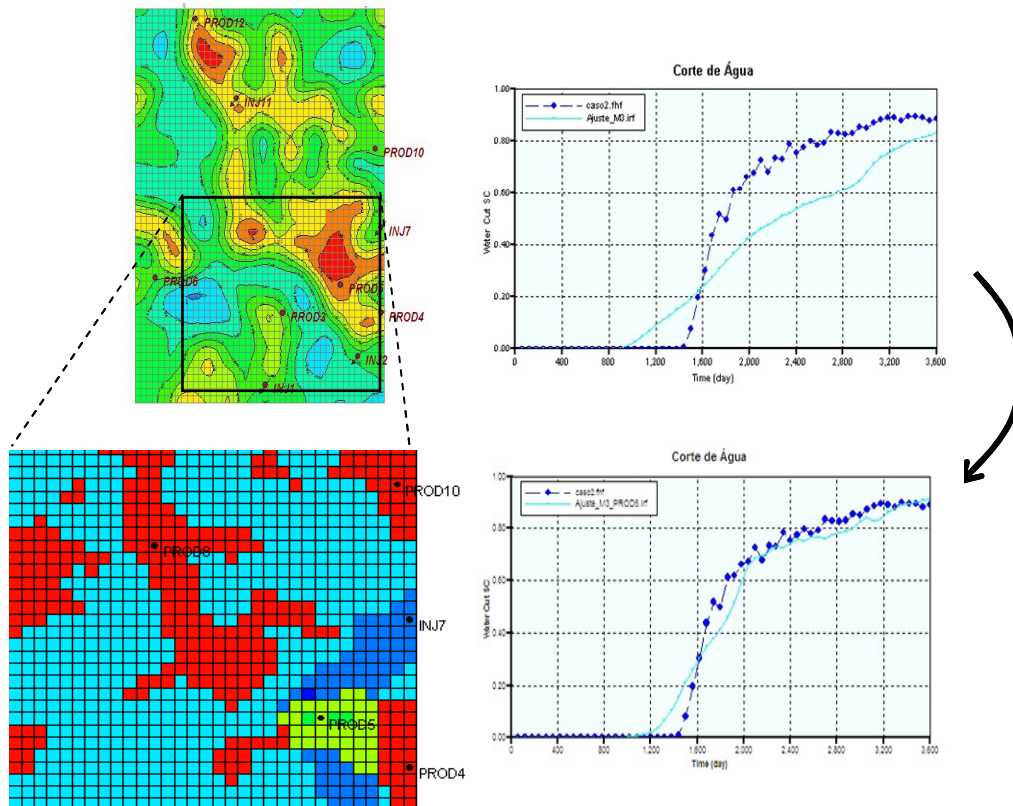 PROD12
INJ11
PROD10
INJ7
PROD6
PROD5
PROD3
PROD4
INJ2
INJ1
Corte de Água
caso2.fhf
Ajuste_M3.irf
Water Cut SC
1.00
0.80
0.60
0.40
0.20
0.00
0 400 800 1,200 1,600 2,000 2,400 2,800 3,200 3,600
Time (day)
PROD10
PROD8
INJ7
PROD5
PROD4
Corte de Água
caso2.fhf
Ajuste_M3_PROD5.irf
Water Cut SC
1.00
0.80
0.60
0.40
0.20
0.00
0 400 800 1,200 1,600 2,000 2,400 2,800 3,200 3,600
Time (day)